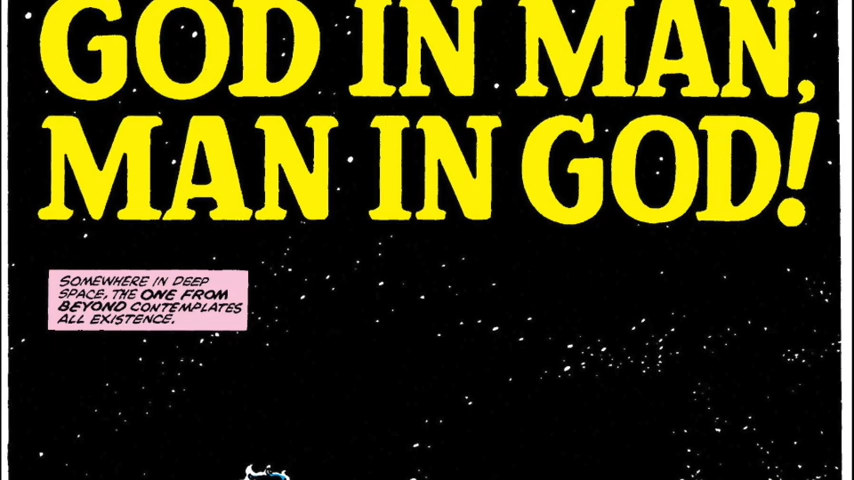 GOD IN MAN,
MAN IN GOD!
SOMEWHERE IN DEEP
SPACE, THE ONE FROM
BEYOND CONTEMPLATES
ALL EXISTENCE.